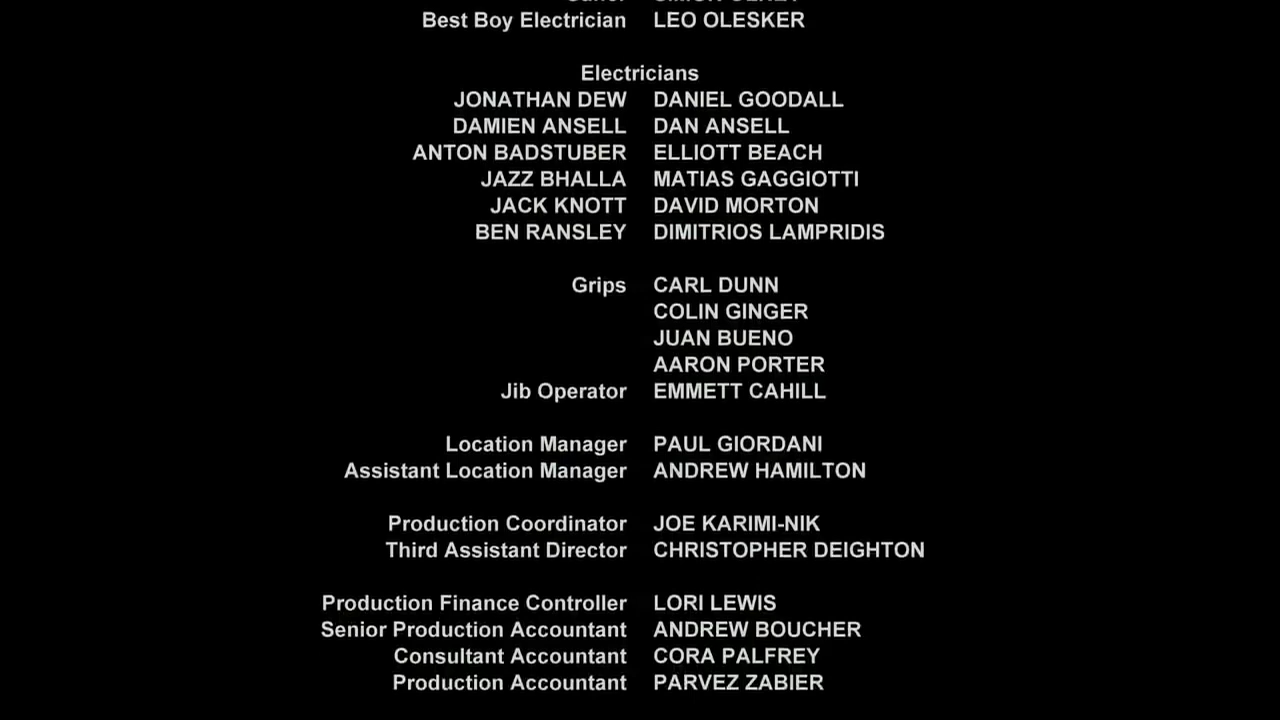 Best Boy Electrician LEO OLESKER
Electricians
JONATHAN DEW DANIEL GOODALL
DAMIEN ANSELL DAN ANSELL
ANTON BADSTUBER ELLIOTT BEACH
JAZZ BHALLA MATIAS GAGGIOTTI
JACK KNOTT DAVID MORTON
BEN RANSLEY DIMITRIOS LAMPRIDIS
Grips CARL DUNN
COLIN GINGER
JUAN BUENO
AARON PORTER
Jib Operator EMMETT CAHILL
Location Manager PAUL GIORDANI
Assistant Location Manager ANDREW HAMILTON
Production Coordinator JOE KARIMI-NIK
Third Assistant Director CHRISTOPHER DEIGHTON
Production Finance Controller LORI LEWIS
Senior Production Accountant ANDREW BOUCHER
Consultant Accountant CORA PALFREY
Production Accountant PARVEZ ZABIER